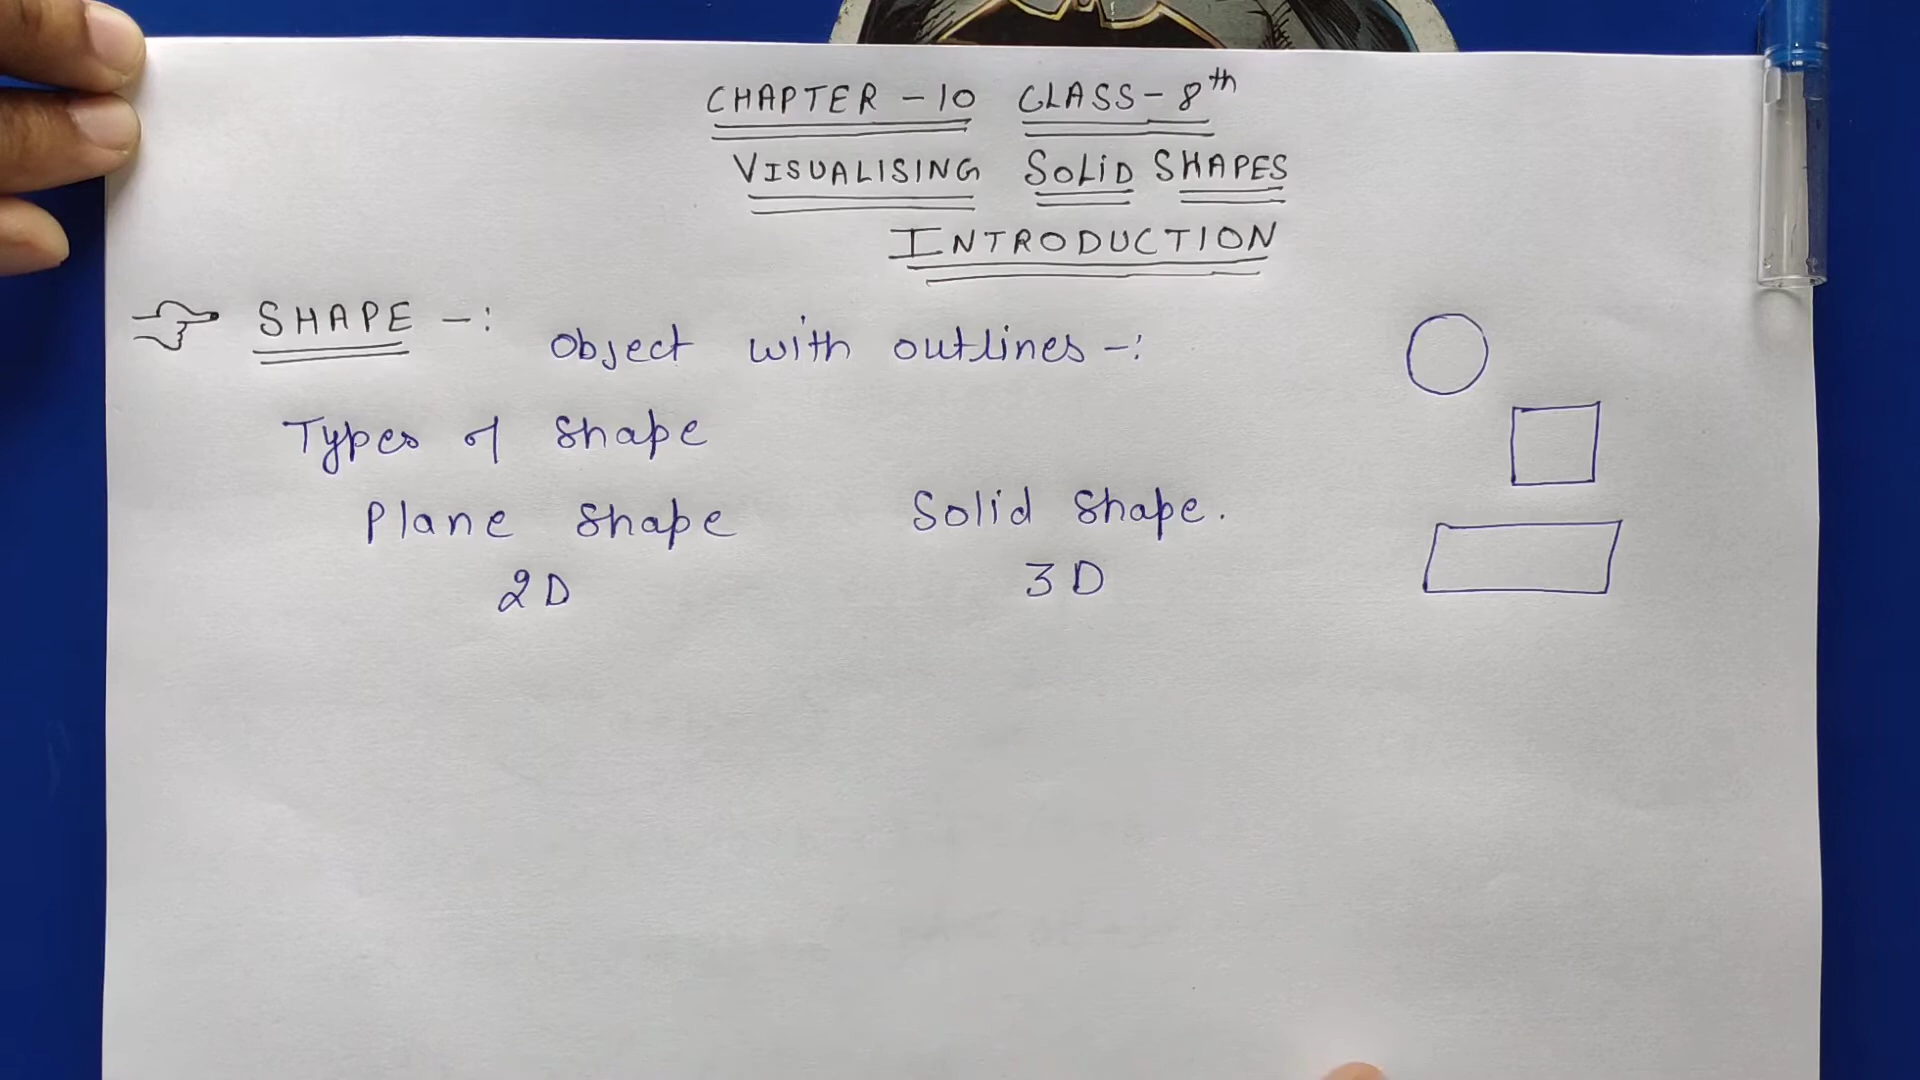 CHAPTER - 10 CLASS - 8th
VISUALISING SOLID SHAPES
INTRODUCTION
SHAPE -:
Object with outlines -:
Types of shape
Plane shape Solid shape.
2D 3D